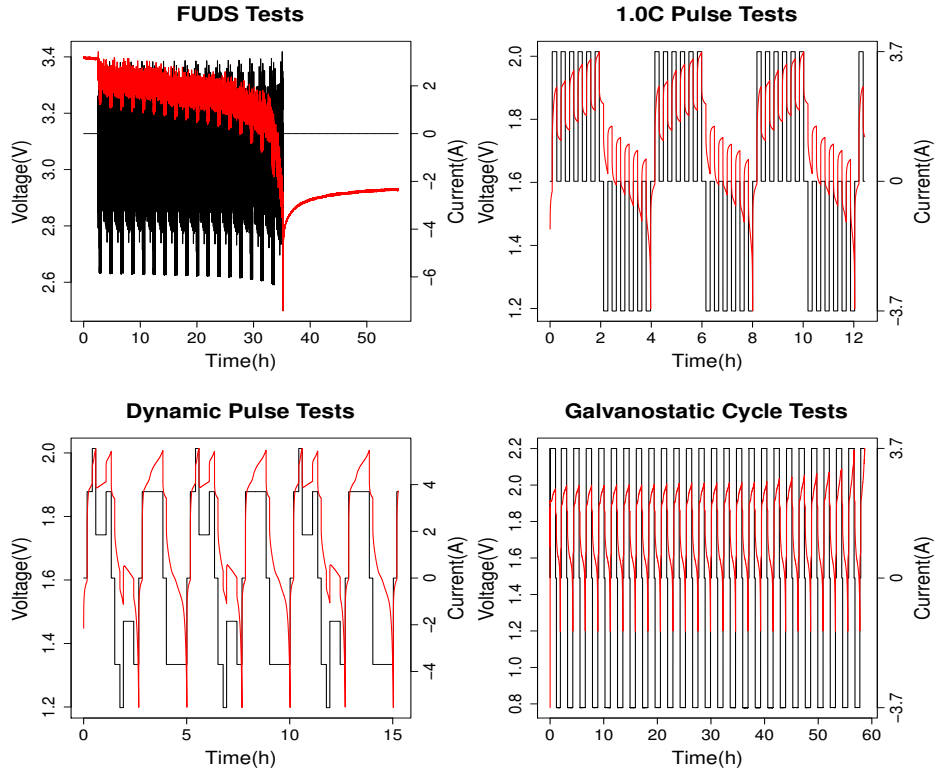 FUDS Tests
Voltage(V)
3.4
3.2
3.0
2.8
2.6
2
0
−2
−4
−6
Current(A)
0 10 20 30 40 50
Time(h)
1.0C Pulse Tests
Voltage(V)
2.0
1.8
1.6
1.4
1.2
3.7
0
−3.7
Current(A)
0 2 4 6 8 10 12
Time(h)
Dynamic Pulse Tests
Voltage(V)
2.0
1.8
1.6
1.4
1.2
4
2
0
−2
−4
Current(A)
0 5 10 15
Time(h)
Galvanostatic Cycle Tests
Voltage(V)
2.2
2.0
1.8
1.6
1.4
1.2
1.0
0.8
3.7
0
−3.7
Current(A)
0 10 20 30 40 50 60
Time(h)